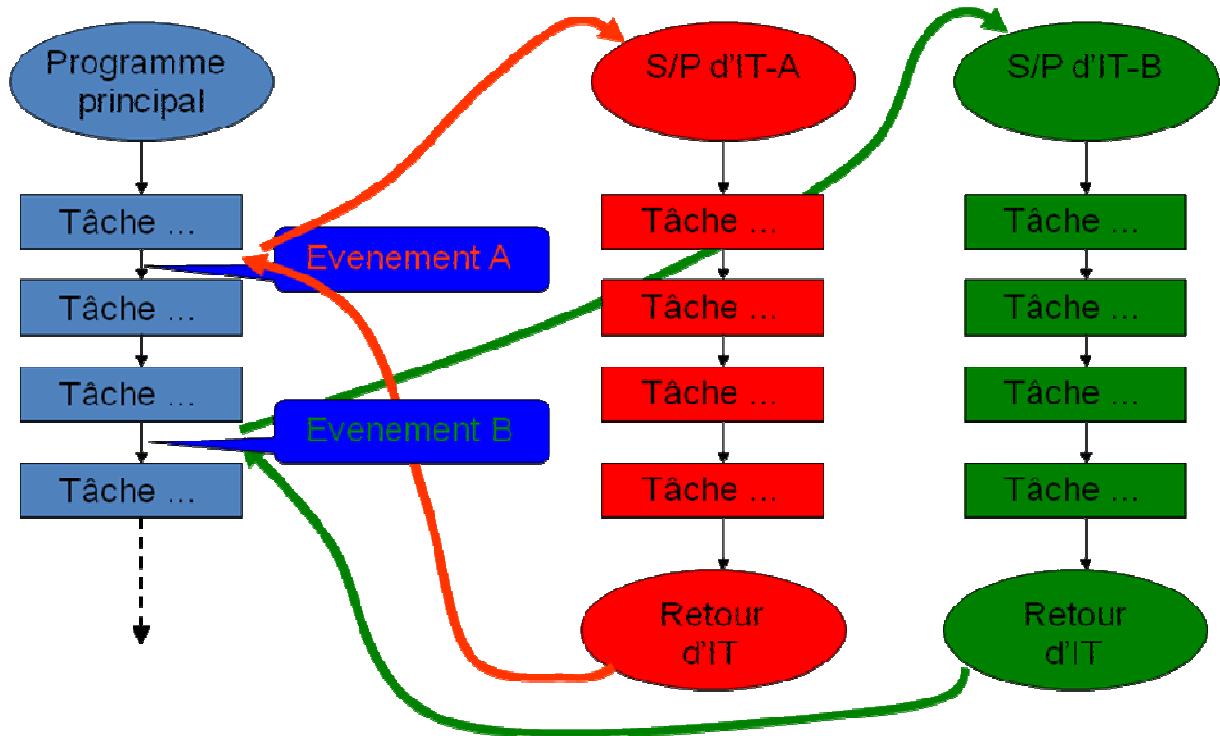 Programme
principal
Tâche ...
Tâche ...
Tâche ...
Tâche ...
Evenement A
Evenement B
S/P d'IT-A
Tâche ...
Tâche ...
Tâche ...
Tâche ...
Retour
d'IT
S/P d'IT-B
Tâche ...
Tâche ...
Tâche ...
Tâche ...
Retour
d'IT